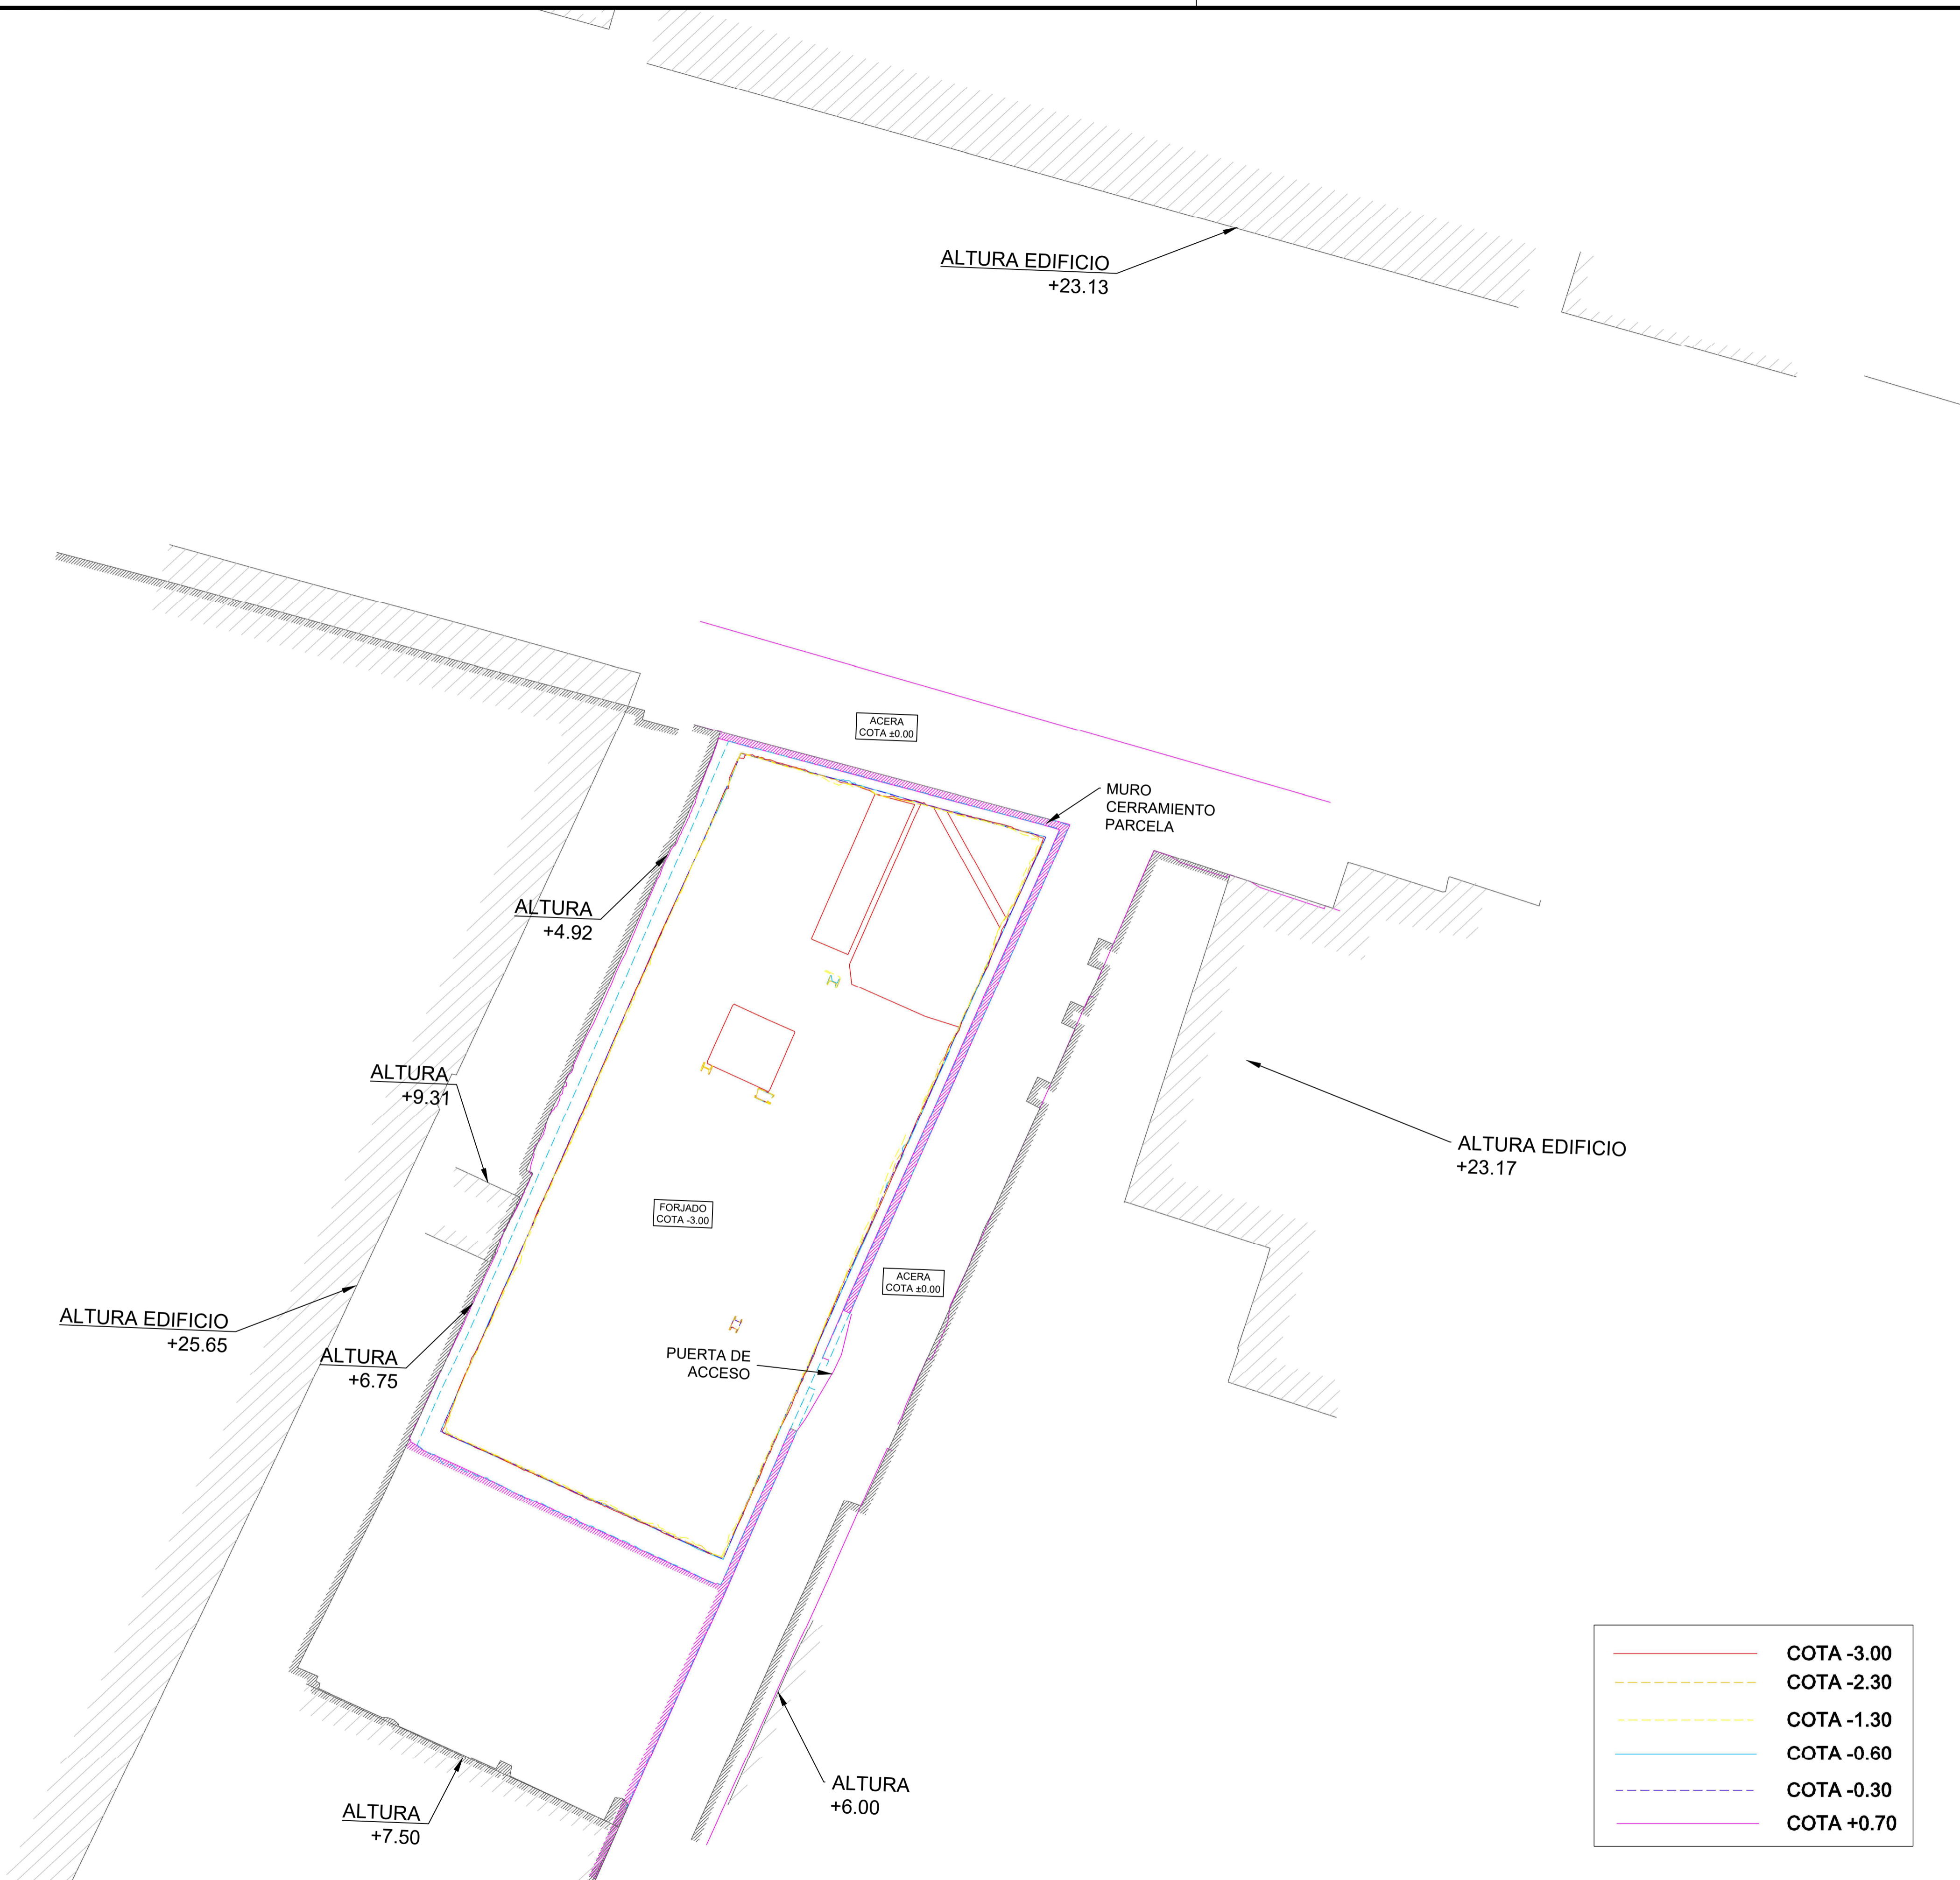 ALTURA EDIFICIO
+23.13
ACERA
COTA ±0.00
MURO
CERRAMIENTO
PARCELA
ALTURA
+4.92
ALTURA
+9.31
ALTURA EDIFICIO
+23.17
FORJADO
COTA -3.00
ACERA
COTA ±0.00
ALTURA EDIFICIO
+25.65
ALTURA
+6.75
PUERTA DE
ACCESO
ALTURA
+6.00
ALTURA
+7.50
COTA -3.00
COTA -2.30
COTA -1.30
COTA -0.60
COTA -0.30
COTA +0.70